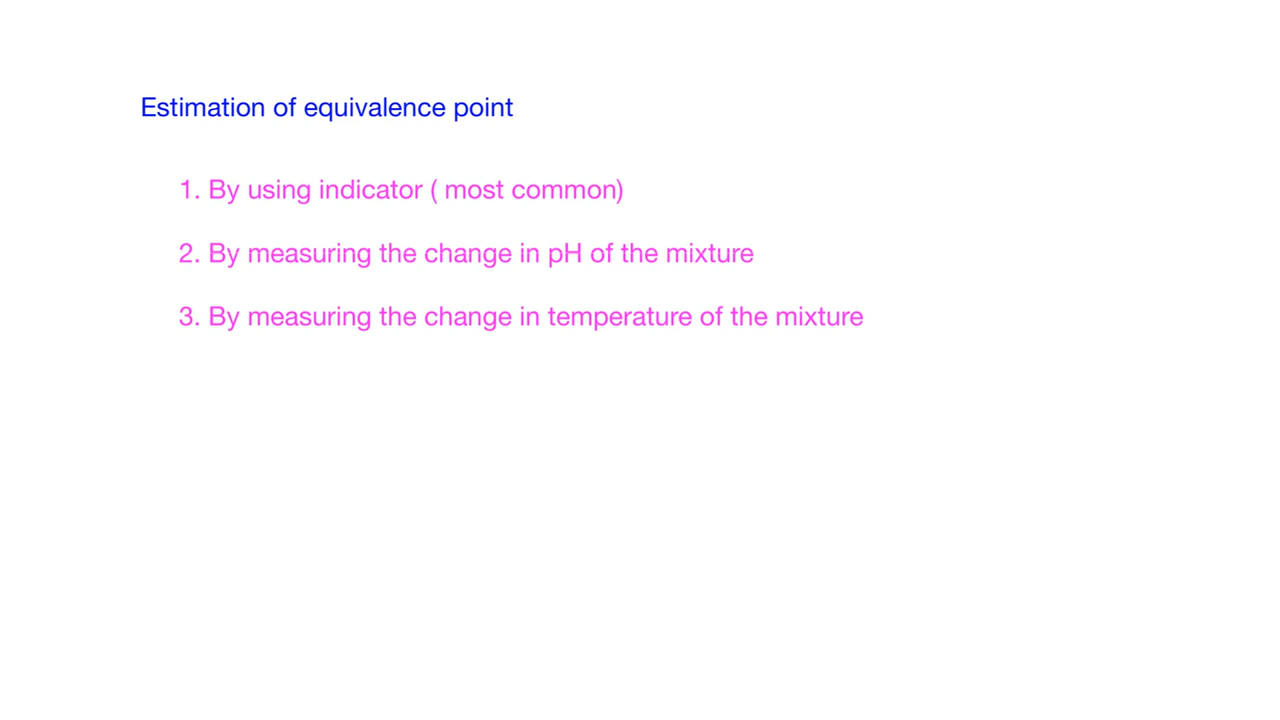 Estimation of equivalence point
1. By using indicator ( most common)
2. By measuring the change in pH of the mixture
3. By measuring the change in temperature of the mixture